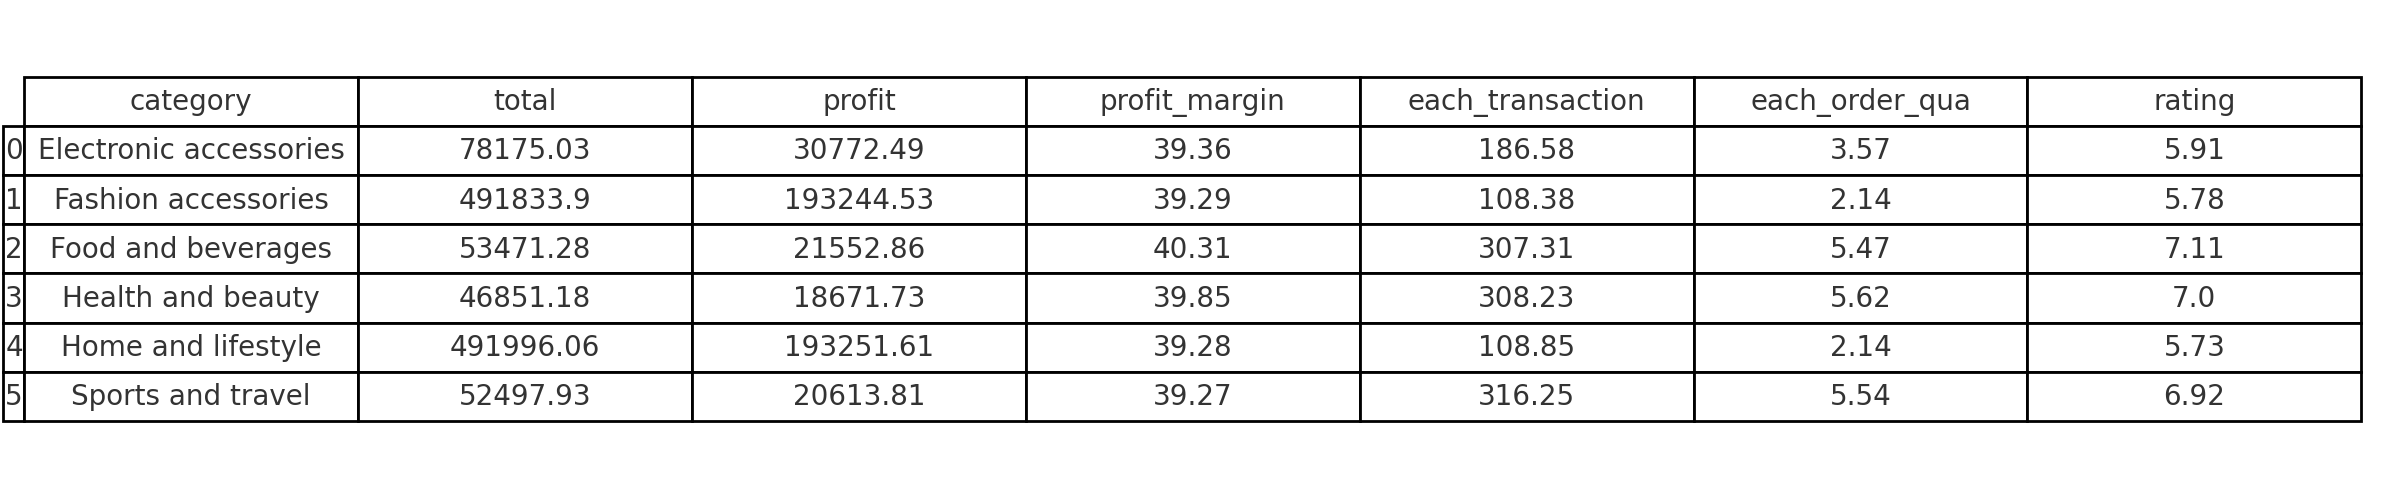 category total profit profit_margin each_transaction each_order_qua rating
0 Electronic accessories 78175.03 30772.49 39.36 186.58 3.57 5.91
1 Fashion accessories 491833.9 193244.53 39.29 108.38 2.14 5.78
2 Food and beverages 53471.28 21552.86 40.31 307.31 5.47 7.11
3 Health and beauty 46851.18 18671.73 39.85 308.23 5.62 7.0
4 Home and lifestyle 491996.06 193251.61 39.28 108.85 2.14 5.73
5 Sports and travel 52497.93 20613.81 39.27 316.25 5.54 6.92